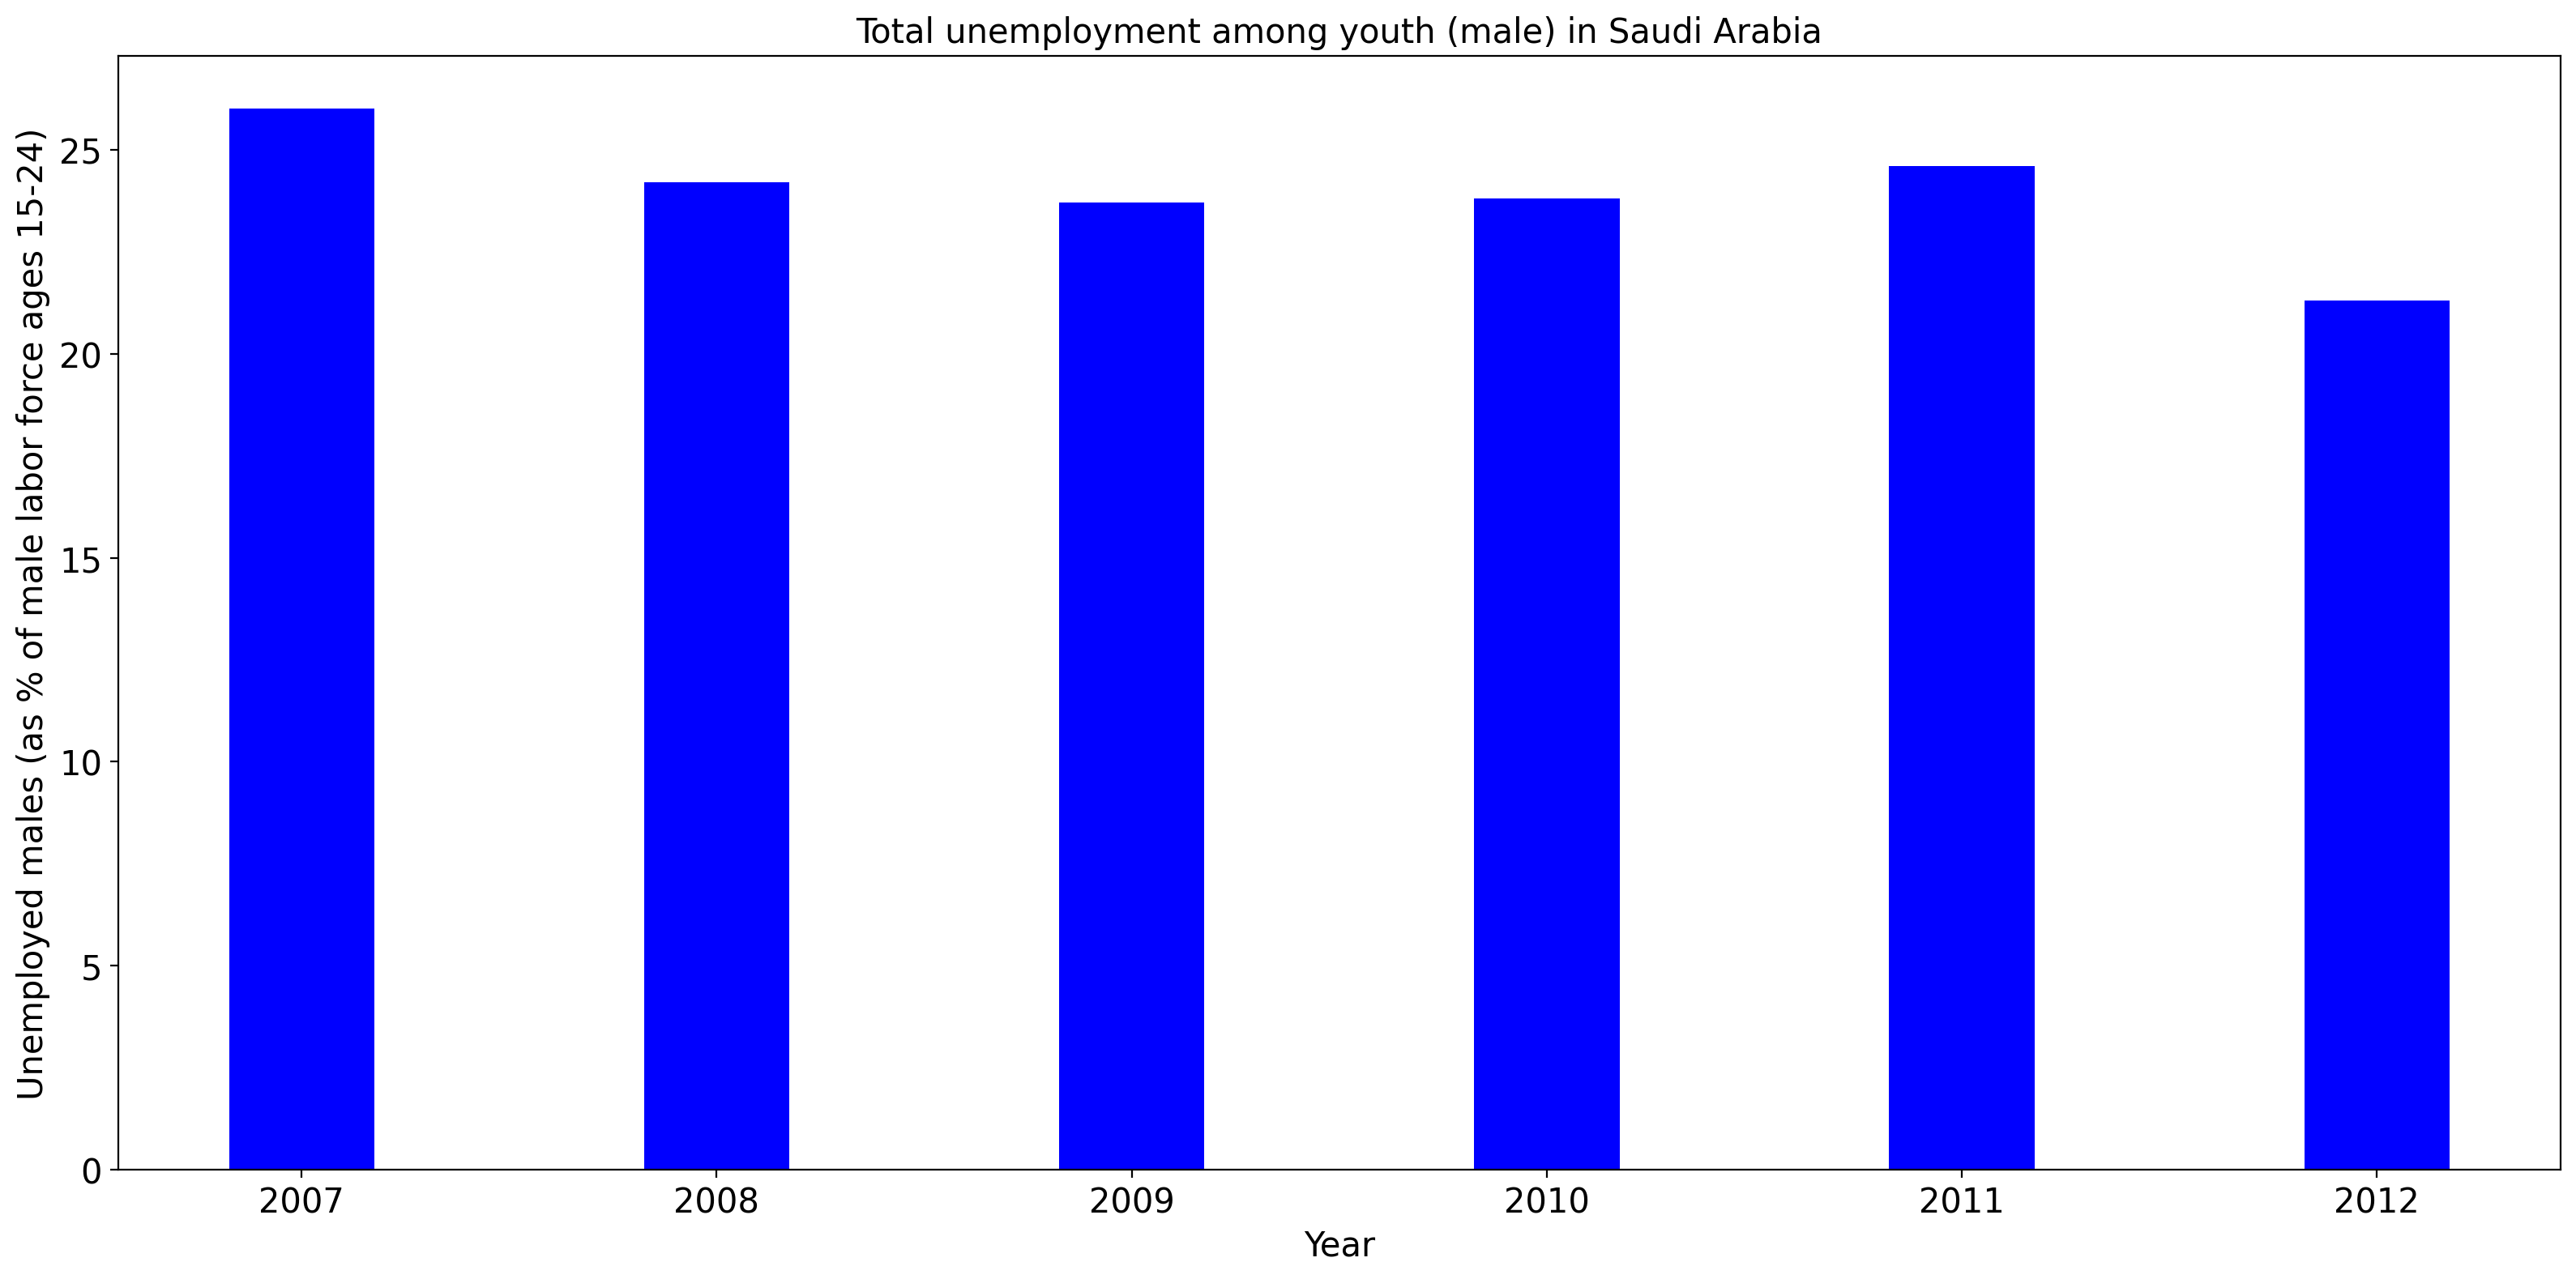 Total unemployment among youth (male) in Saudi Arabia
Unemployed males (as % of male labor force ages 15-24)
25
20
15
10
5
0
2007 2008 2009 2010 2011 2012
Year